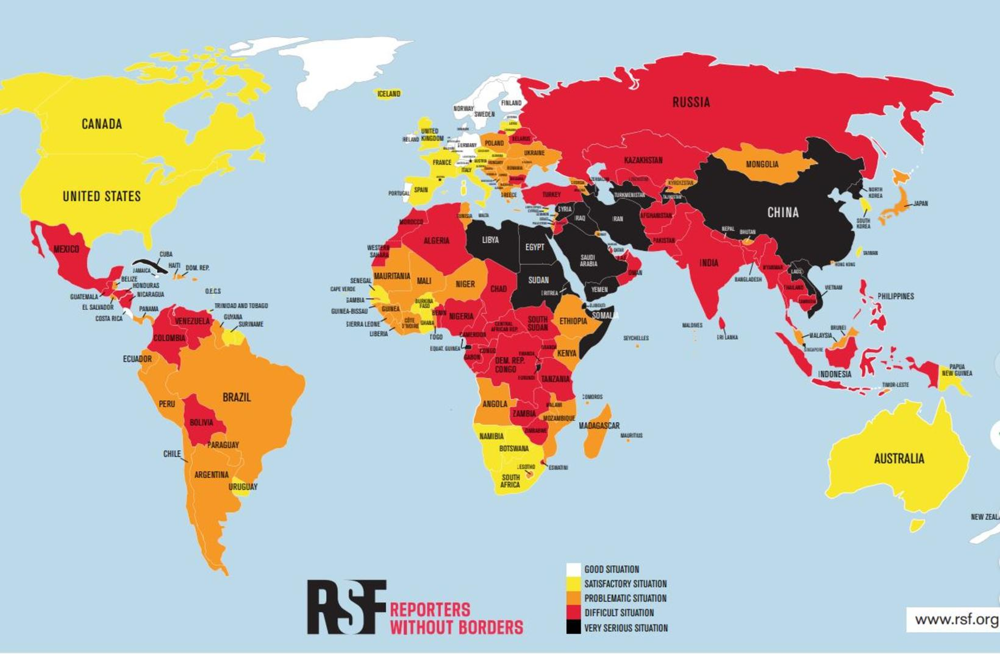 ICELAND
RUSSIA
FINLAND
NORWAY
SWEDEN
CANADA
UNITED
KINGDOM
IRELAND
GERMANY
POLAND
BELARUS
UKRAINE
FRANCE
AUSTRIA
HUNGARY
ROMANIA
ITALY
KAZAKHSTAN
MONGOLIA
UNITED STATES
PORTUGAL
SPAIN
GREECE
TURKEY
GEORGIA
KYRGYZSTAN
TURKMENISTAN
TAJIKISTAN
NORTH
KOREA
JAPAN
SOUTH
KOREA
CHINA
MOROCCO
TUNISIA
MALTA
SYRIA
IRAQ
IRAN
AFGHANISTAN
PAKISTAN
NEPAL
BHUTAN
ALGERIA
LIBYA
EGYPT
WESTERN
SAHARA
SAUDI
ARABIA
QATAR
OMAN
INDIA
TAIWAN
HONG KONG
MEXICO
CUBA
JAMAICA
HAITI
DOM. REP.
BELIZE
HONDURAS
NICARAGUA
GUATEMALA
EL SALVADOR
COSTA RICA
PANAMA
O.E.C.S
TRINIDAD AND TOBAGO
GUYANA
SURINAME
MAURITANIA
MALI
NIGER
CHAD
SUDAN
ERITREA
YEMEN
DJIBOUTI
SOMALIA
SENEGAL
CAPE VERDE
GAMBIA
GUINEA-BISSAU
GUINEA
SIERRA LEONE
LIBERIA
BURKINA
FASO
CÔTE
D'IVOIRE
GHANA
BENIN
TOGO
NIGERIA
BANGLADESH
MYANMAR
LAOS
THAILAND
CAMBODIA
VIETNAM
PHILIPPINES
VENEZUELA
COLOMBIA
ECUADOR
CAMEROON
CENTRAL
AFRICAN REP.
SOUTH
SUDAN
ETHIOPIA
EQUAT. GUINEA
GABON
CONGO
DEM. REP.
CONGO
UGANDA
RWANDA
BURUNDI
KENYA
TANZANIA
SEYCHELLES
MALDIVES
SRI LANKA
MALAYSIA
BRUNEI
SINGAPORE
INDONESIA
TIMOR-LESTE
PAPUA
NEW GUINEA
PERU
BRAZIL
BOLIVIA
PARAGUAY
CHILE
ARGENTINA
URUGUAY
ANGOLA
ZAMBIA
MALAWI
MOZAMBIQUE
COMOROS
MADAGASCAR
MAURITIUS
ZIMBABWE
NAMIBIA
BOTSWANA
LESOTHO
ESWATINI
SOUTH
AFRICA
AUSTRALIA
NEW ZEAL
GOOD SITUATION
SATISFACTORY SITUATION
PROBLEMATIC SITUATION
DIFFICULT SITUATION
VERY SERIOUS SITUATION
RSF REPORTERS
WITHOUT BORDERS
www.rsf.org